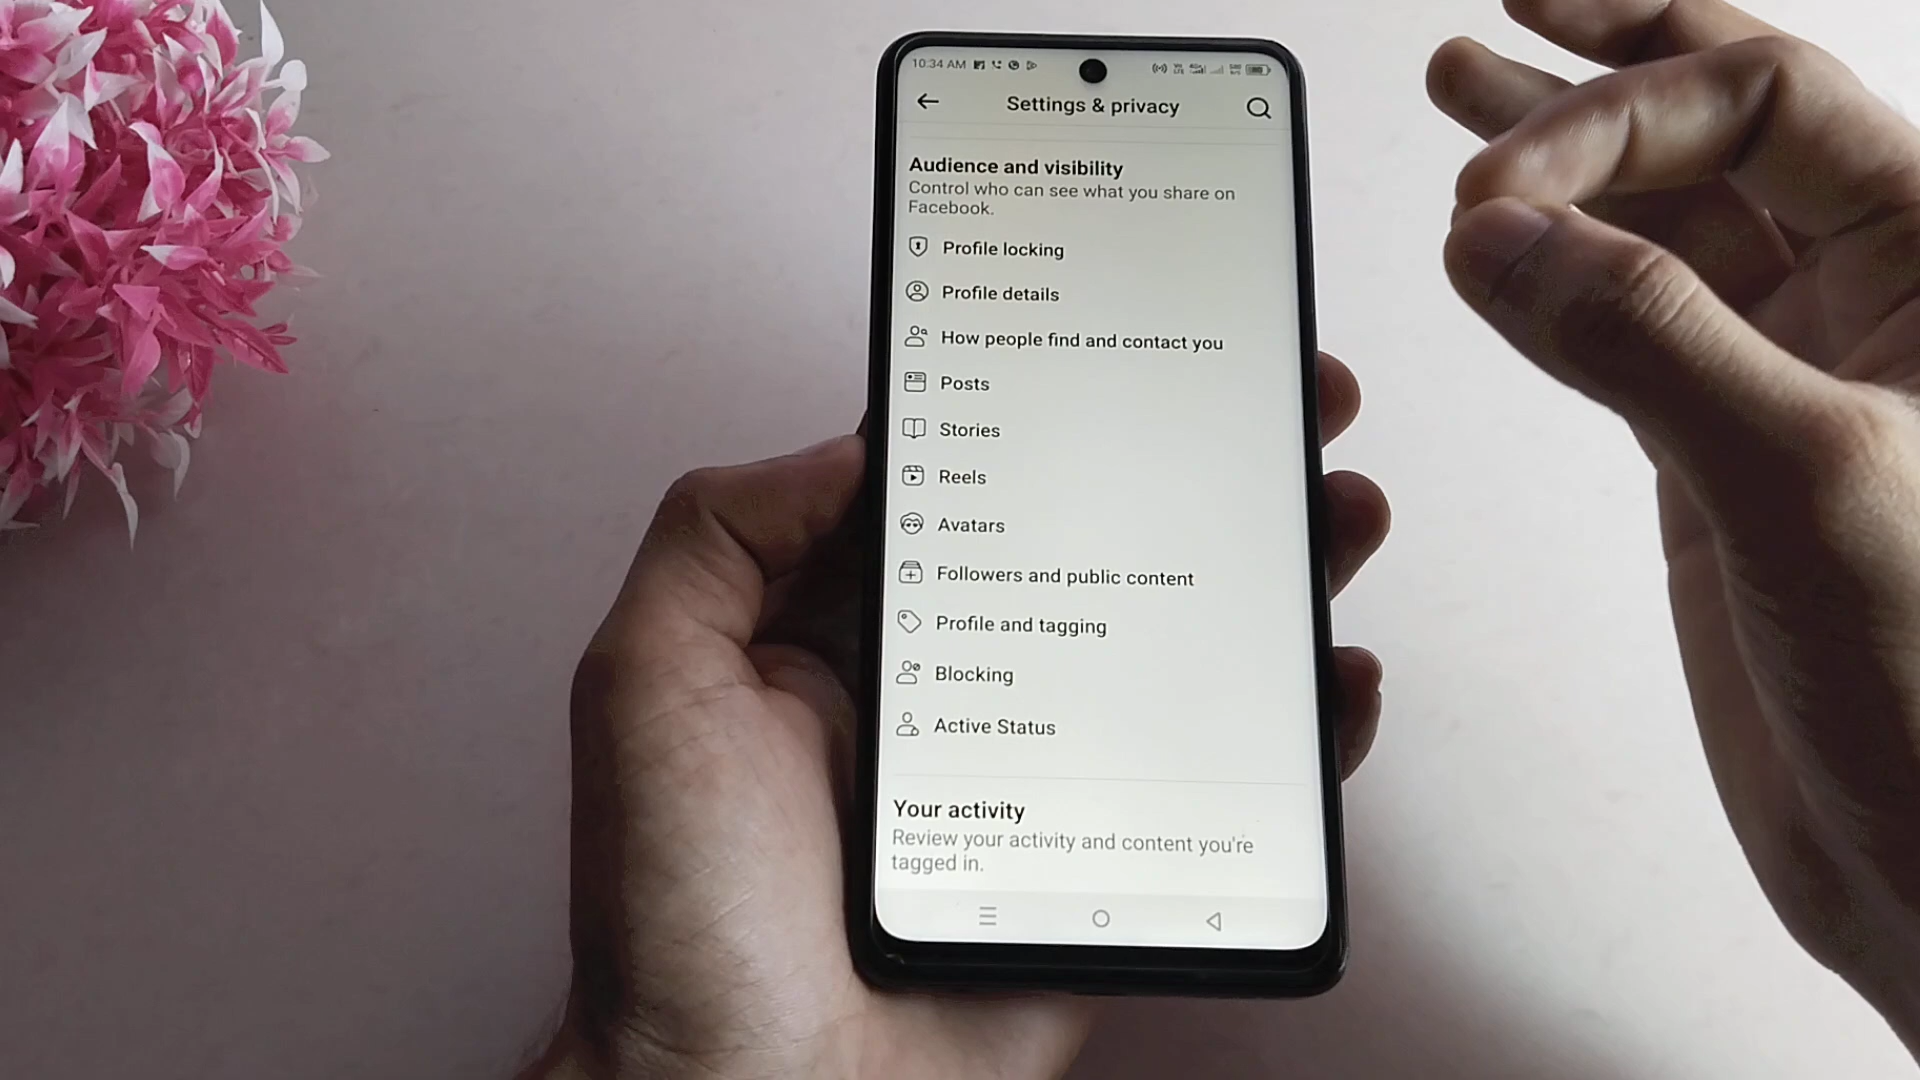 10:34 AM
Settings & privacy
Audience and visibility
Control who can see what you share on
Facebook.
Profile locking
Profile details
How people find and contact you
Posts
Stories
Reels
Avatars
Followers and public content
Profile and tagging
Blocking
Active Status
Your activity
Review your activity and content you're
tagged in.